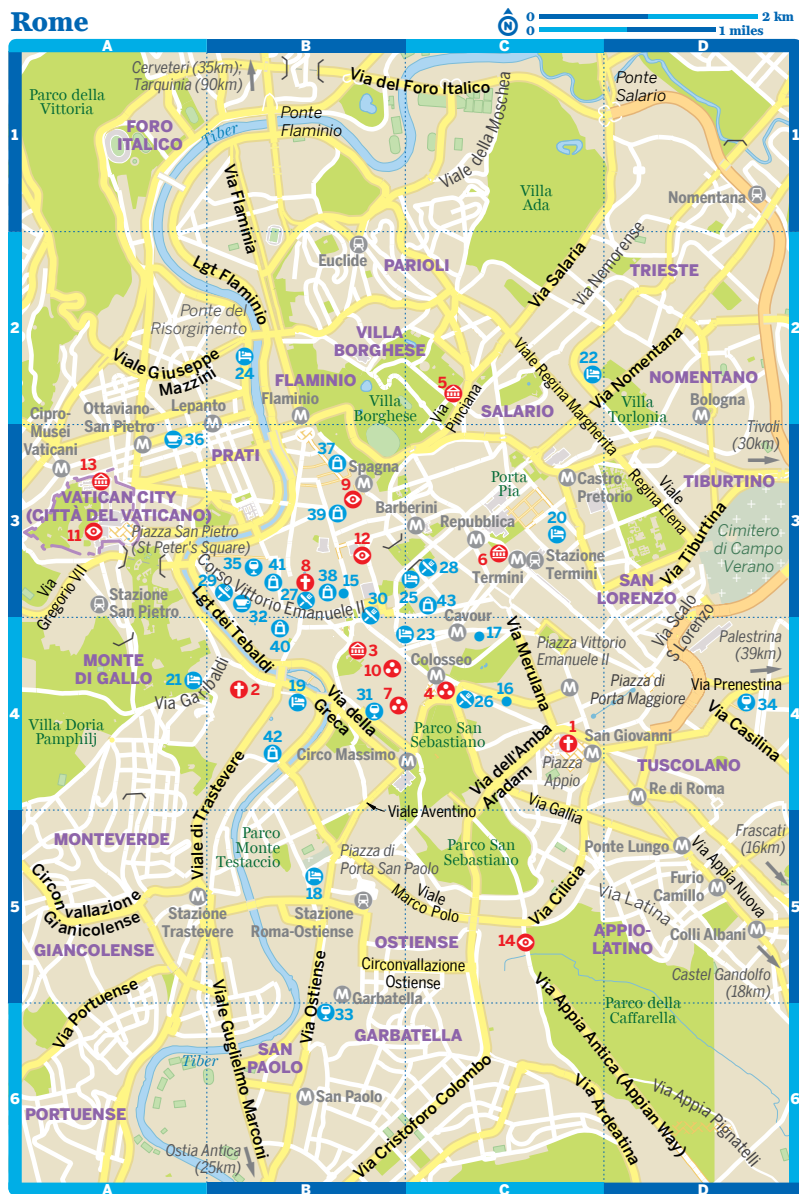 Rome
0 2 km
0 1 miles
A B C D
1
Cerveteri (35km);
Tarquinia (90km)
Via del Foro Italico
Ponte
Salario
Parco della
Vittoria
FORO
ITALICO
Tiber
Ponte
Flaminio
Viale della Moschea
Villa
Ada
Nomentana
1
Via Flaminia
Euclide
PARIOLI
Via Salaria
Via Nemorense
TRIESTE
Lgt Flaminio
2
Ponte del
Risorgimento
VILLA
BORGHESE
2
Viale Giuseppe
Mazzini
24
FLAMINIO
Flaminio
Villa
Borghese
5
Via
Pinciana
SALARIO
Viale Regina Margherita
22
Via Nomentana
NOMENTANO
Villa
Torlonia
Bologna
Cipro-
Musei
Vaticani
Ottaviano-
San Pietro
Lepanto
36
PRATI
Tivoli
(30km)
37
Spagna
9
Porta
Pia
Castro
Pretorio
Viale
Regina Elena
TIBURTINO
13
VATICAN CITY
(CITTÀ DEL VATICANO)
3
Barberini
39
Repubblica
20
Via Tiburtina
Cimitero
di Campo
Verano
3
11
Piazza San Pietro
(St Peter's Square)
12
6
Termini
Stazione
Termini
Via
Gregorio VII
Stazione
San Pietro
35
41
8
38
15
28
25
43
SAN
LORENZO
29
32
27
30
Corso Vittorio Emanuele II
40
Lgt dei Tebaldi
Cavour
23
17
Via Merulana
Piazza Vittorio
Emanuele II
Via Scalo
S Lorenzo
Palestrina
(39km)
MONTE
DI GALLO
21
Via Garibaldi
2
3
10
Colosseo
4
26
16
Piazza di
Porta Maggiore
Via Prenestina
34
4
Villa Doria
Pamphilj
19
Via della
Greca
31
7
Parco San
Sebastiano
1
San Giovanni
Via Casilina
4
42
Circo Massimo
Via dell'Amba
Aradam
Piazza
Appio
TUSCOLANO
Re di Roma
Viale di Trastevere
Viale Aventino
Via Gallia
MONTEVERDE
Parco
Monte
Testaccio
Piazza di
Porta San Paolo
Parco San
Sebastiano
Ponte Lungo
Frascati
(16km)
Via Appia Nuova
Circonvallazione
Gianicolense
5
18
Viale
Marco Polo
Via Cilicia
Via Latina
Furio
Camillo
5
Stazione
Trastevere
Stazione
Roma-Ostiense
GIANCOLENSE
OSTIENSE
14
APPIO-
LATINO
Colli Albani
Circonvallazione
Ostiense
Castel Gandolfo
(18km)
Via Portuense
Viale Guglielmo Marconi
Via Ostiense
Garbatella
33
Via Appia Antica (Appian Way)
Parco della
Caffarella
GARBATELLA
SAN
PAOLO
Tiber
6
San Paolo
Via Cristoforo Colombo
Via Ardeatina
Via Appia Pignatelli
6
PORTUENSE
Ostia Antica
(25km)
A B C D
N